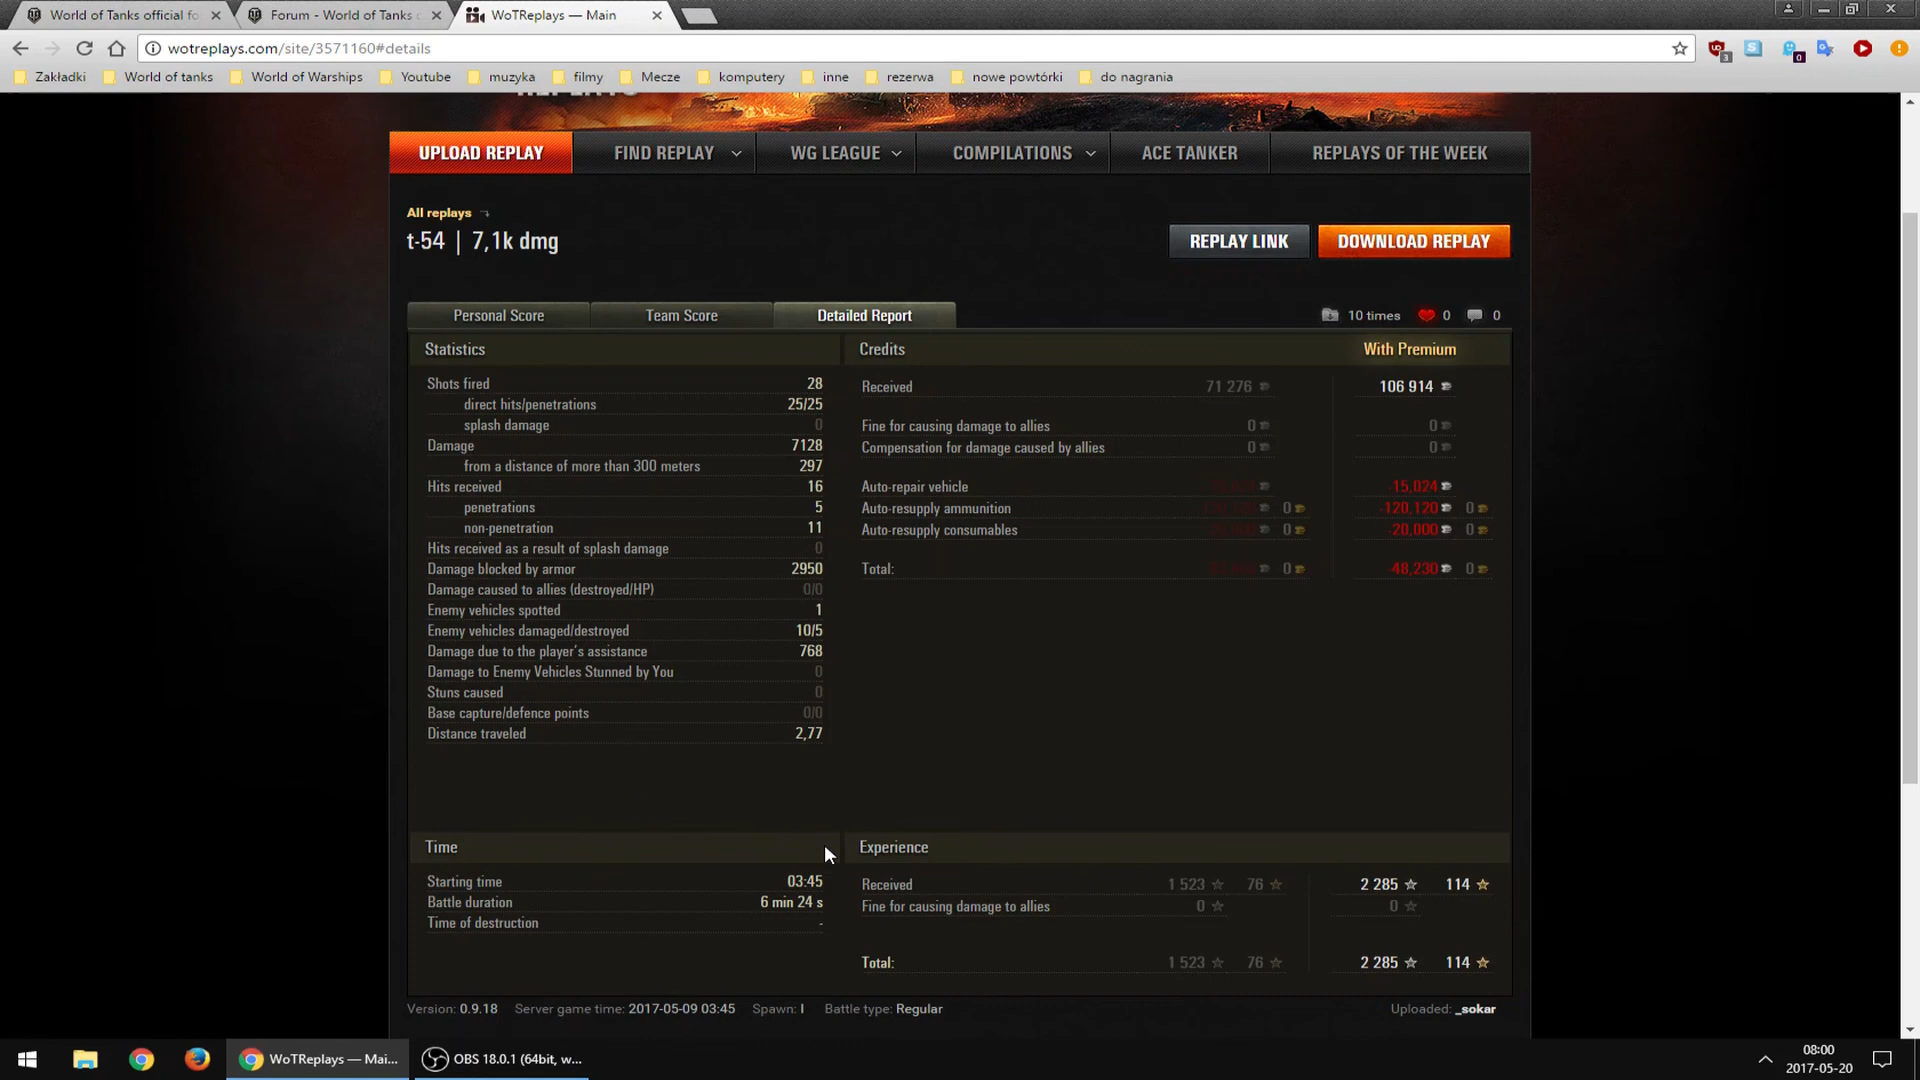 World of Tanks official fo
Forum - World of Tanks
WoTReplays — Main
wotreplays.com/site/3571160#details
3
0
Zakładki
World of tanks
World of Warships
Youtube
muzyka
filmy
Mecze
komputery
inne
rezerwa
nowe powtórki
do nagrania
UPLOAD REPLAY
FIND REPLAY
WG LEAGUE
COMPILATIONS
ACE TANKER
REPLAYS OF THE WEEK
All replays
t-54 | 7,1k dmg
REPLAY LINK
DOWNLOAD REPLAY
Personal Score
Team Score
Detailed Report
10 times
0
0
Statistics
Credits
With Premium
Shots fired 28
direct hits/penetrations 25/25
splash damage 0
Damage 7128
from a distance of more than 300 meters 297
Hits received 16
penetrations 5
non-penetration 11
Hits received as a result of splash damage 0
Damage blocked by armor 2950
Damage caused to allies (destroyed/HP) 0/0
Enemy vehicles spotted 1
Enemy vehicles damaged/destroyed 10/5
Damage due to the player's assistance 768
Damage to Enemy Vehicles Stunned by You 0
Stuns caused 0
Base capture/defence points 0/0
Distance traveled 2,77
Received 71 276 106 914
Fine for causing damage to allies 0 0
Compensation for damage caused by allies 0 0
Auto-repair vehicle -15,024
Auto-resupply ammunition 0 -120,120 0
Auto-resupply consumables 0 -20,000 0
Total: 0 -48,230 0
Time
Starting time 03:45
Battle duration 6 min 24 s
Time of destruction -
Experience
Received 1 523 76 2 285 114
Fine for causing damage to allies 0 0
Total: 1 523 76 2 285 114
Version: 0.9.18 Server game time: 2017-05-09 03:45 Spawn: I Battle type: Regular
Uploaded: _sokar
WoTReplays — Mai...
OBS 18.0.1 (64bit, w...
08:00
2017-05-20